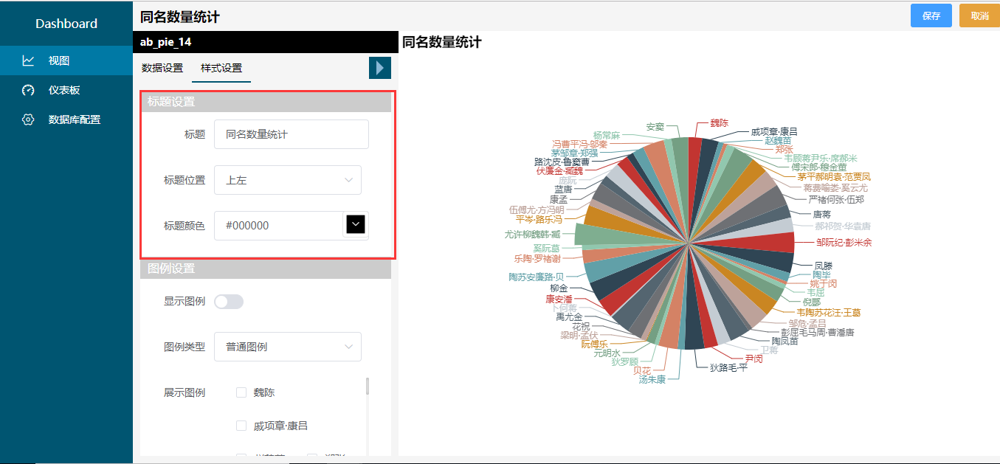 Dashboard
视图
仪表板
数据库配置
同名数量统计
保存
取消
ab_pie_14
数据设置
样式设置
标题设置
标题
同名数量统计
标题位置
上左
标题颜色
#000000
图例设置
显示图例
图例类型
普通图例
展示图例
魏陈
戚项章·康吕
同名数量统计
魏陈
戚项章·康吕
赵魏苗
郑张
韦顾蒋尹乐·席郝米
傅宋郎·穆金萧
茅平郝明袁·范贾凤
蒋费喻娄·奚云尤
严褚何张·伍郑
唐蒋
郝祁贺·华袁唐
邹阮纪·彭米余
凤滕
陶毕
姚于闵
韦屈
倪酆
韦陶苏花汪·王葛
邹危·孟吕
彭屈毛马周·曹潘唐
陶凤苗
卫蒋
尹闵
狄路毛·平
汤朱康
贝花
狄罗顾
元明水
阮傅乐
梁明·孟伏
花祝
禹尤金
卜何蒋
康安潘
柳金
陶苏安廉路·贝
乐陶·罗褚谢
奚阮葛
尤许柳魏韩·臧
平岑·路乐冯
伍傅尤·方冯明
康孟
蓝唐
庞阮
伏廉金·臧魏
路沈皮·鲁窦曹
茅邹章·郑强
冯曹平冯·邬秦
杨常麻
安窦